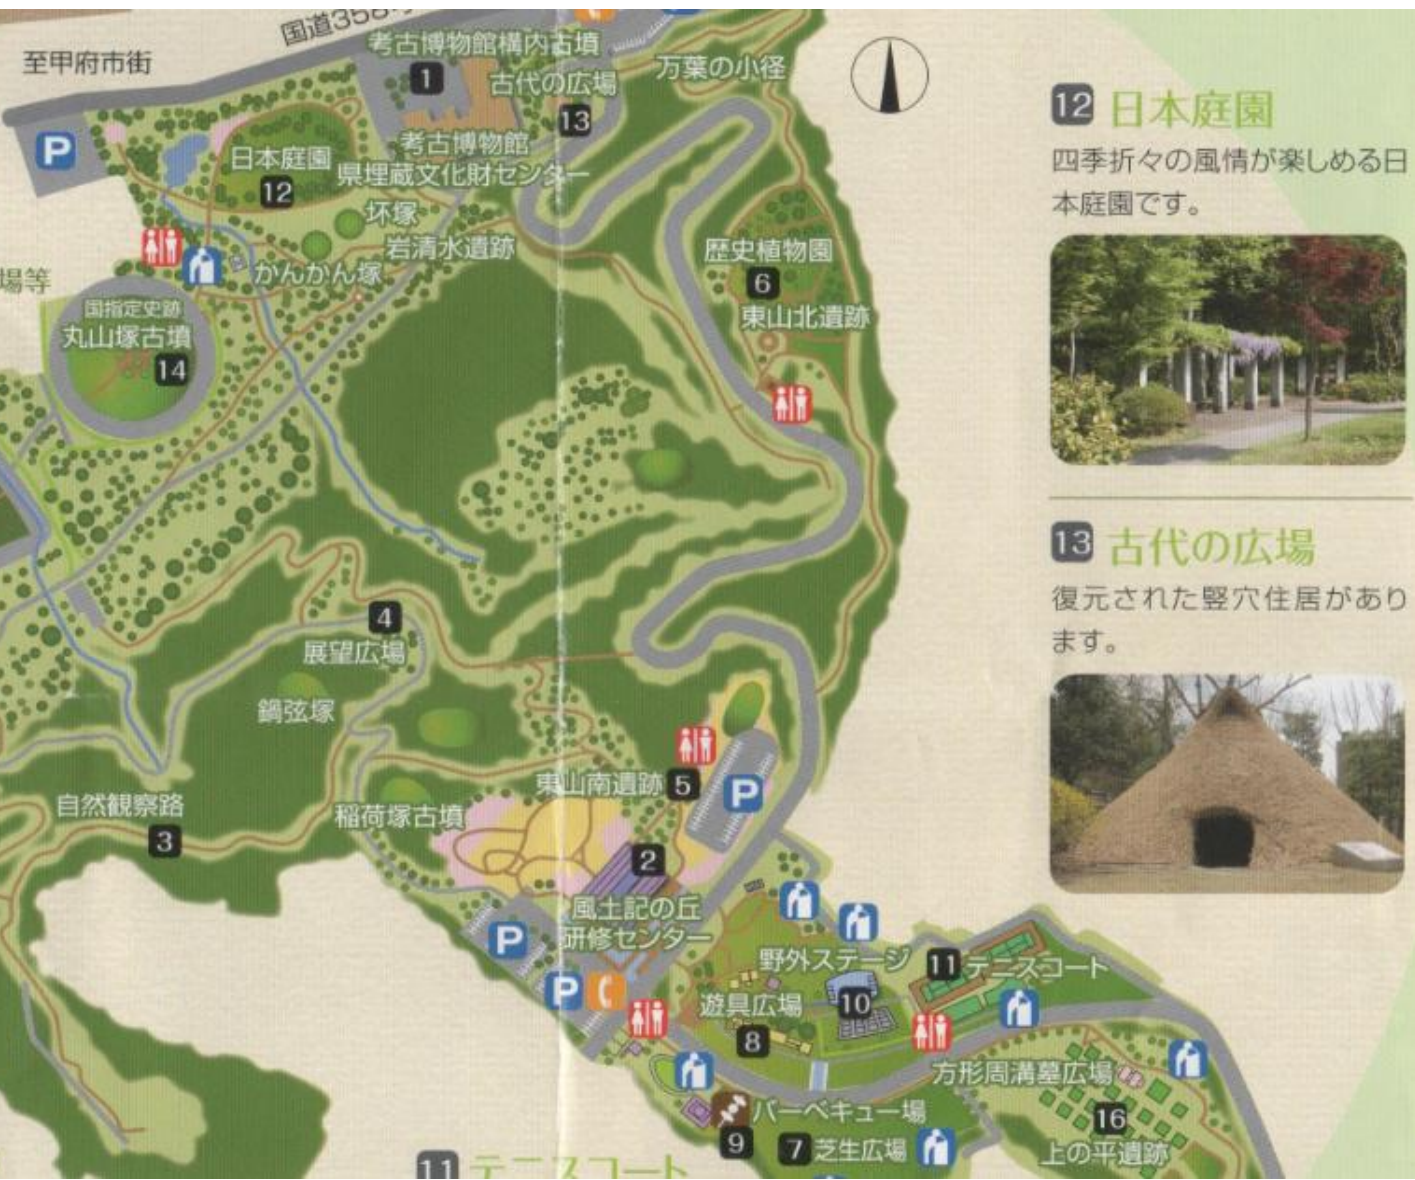 国道358号
至甲府市街
考古博物館構内古墳
1
古代の広場
13
万葉の小径
P
日本庭園
12
考古博物館
県埋蔵文化財センター
坏塚
岩清水遺跡
かんかん塚
場等
国指定史跡
丸山塚古墳
14
歴史植物園
6
東山北遺跡
4
展望広場
鍋弦塚
東山南遺跡
5
P
自然観察路
3
稲荷塚古墳
2
風土記の丘
研修センター
P
P
野外ステージ
10
11
テニスコート
遊具広場
8
方形周溝墓広場
16
上の平遺跡
バーベキュー場
9
7
芝生広場
11 テニスコート
12 日本庭園
四季折々の風情が楽しめる日
本庭園です。
13 古代の広場
復元された竪穴住居があり
ます。